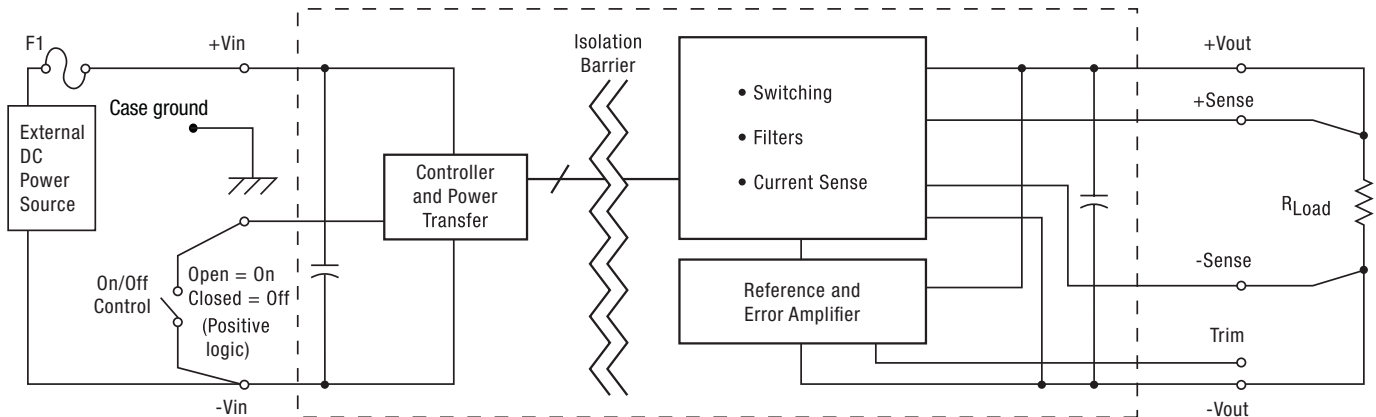 F1
+Vin
Isolation
Barrier
+Vout
Case ground
• Switching
+Sense
External
DC
Power
Source
• Filters
Controller
and Power
Transfer
• Current Sense
RLoad
On/Off
Control
Open = On
Closed = Off
(Positive
logic)
-Sense
Reference and
Error Amplifier
Trim
-Vin
-Vout